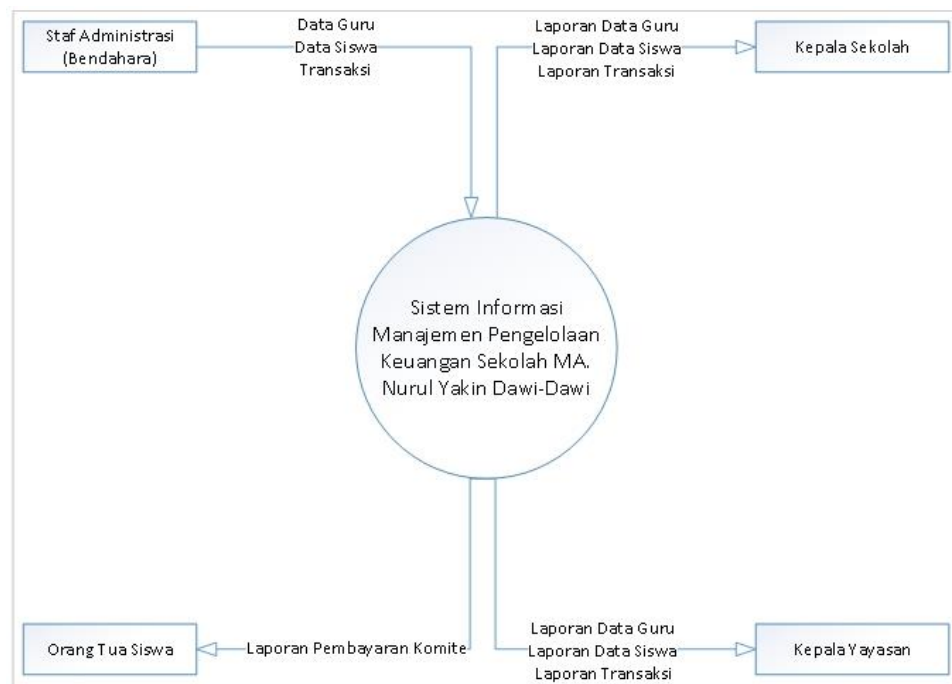 Staf Administrasi
(Bendahara)
Data Guru
Data Siswa
Transaksi
Laporan Data Guru
Laporan Data Siswa
Laporan Transaksi
Kepala Sekolah
Sistem Informasi
Manajemen Pengelolaan
Keuangan Sekolah MA.
Nurul Yakin Dawi-Dawi
Orang Tua Siswa
Laporan Pembayaran Komite
Laporan Data Guru
Laporan Data Siswa
Laporan Transaksi
Kepala Yayasan